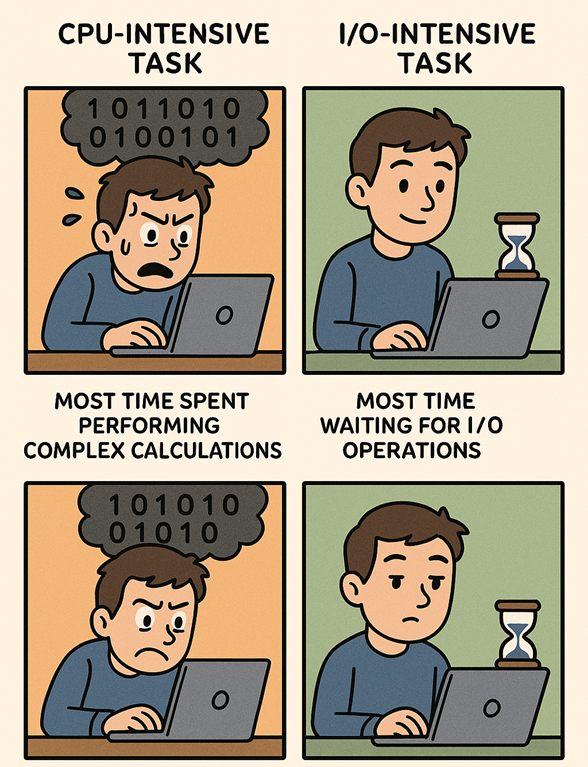 CPU-INTENSIVE
TASK
I/O-INTENSIVE
TASK
1011010
0100101
MOST TIME SPENT
PERFORMING
COMPLEX CALCULATIONS
MOST TIME
WAITING FOR I/O
OPERATIONS
101010
01010